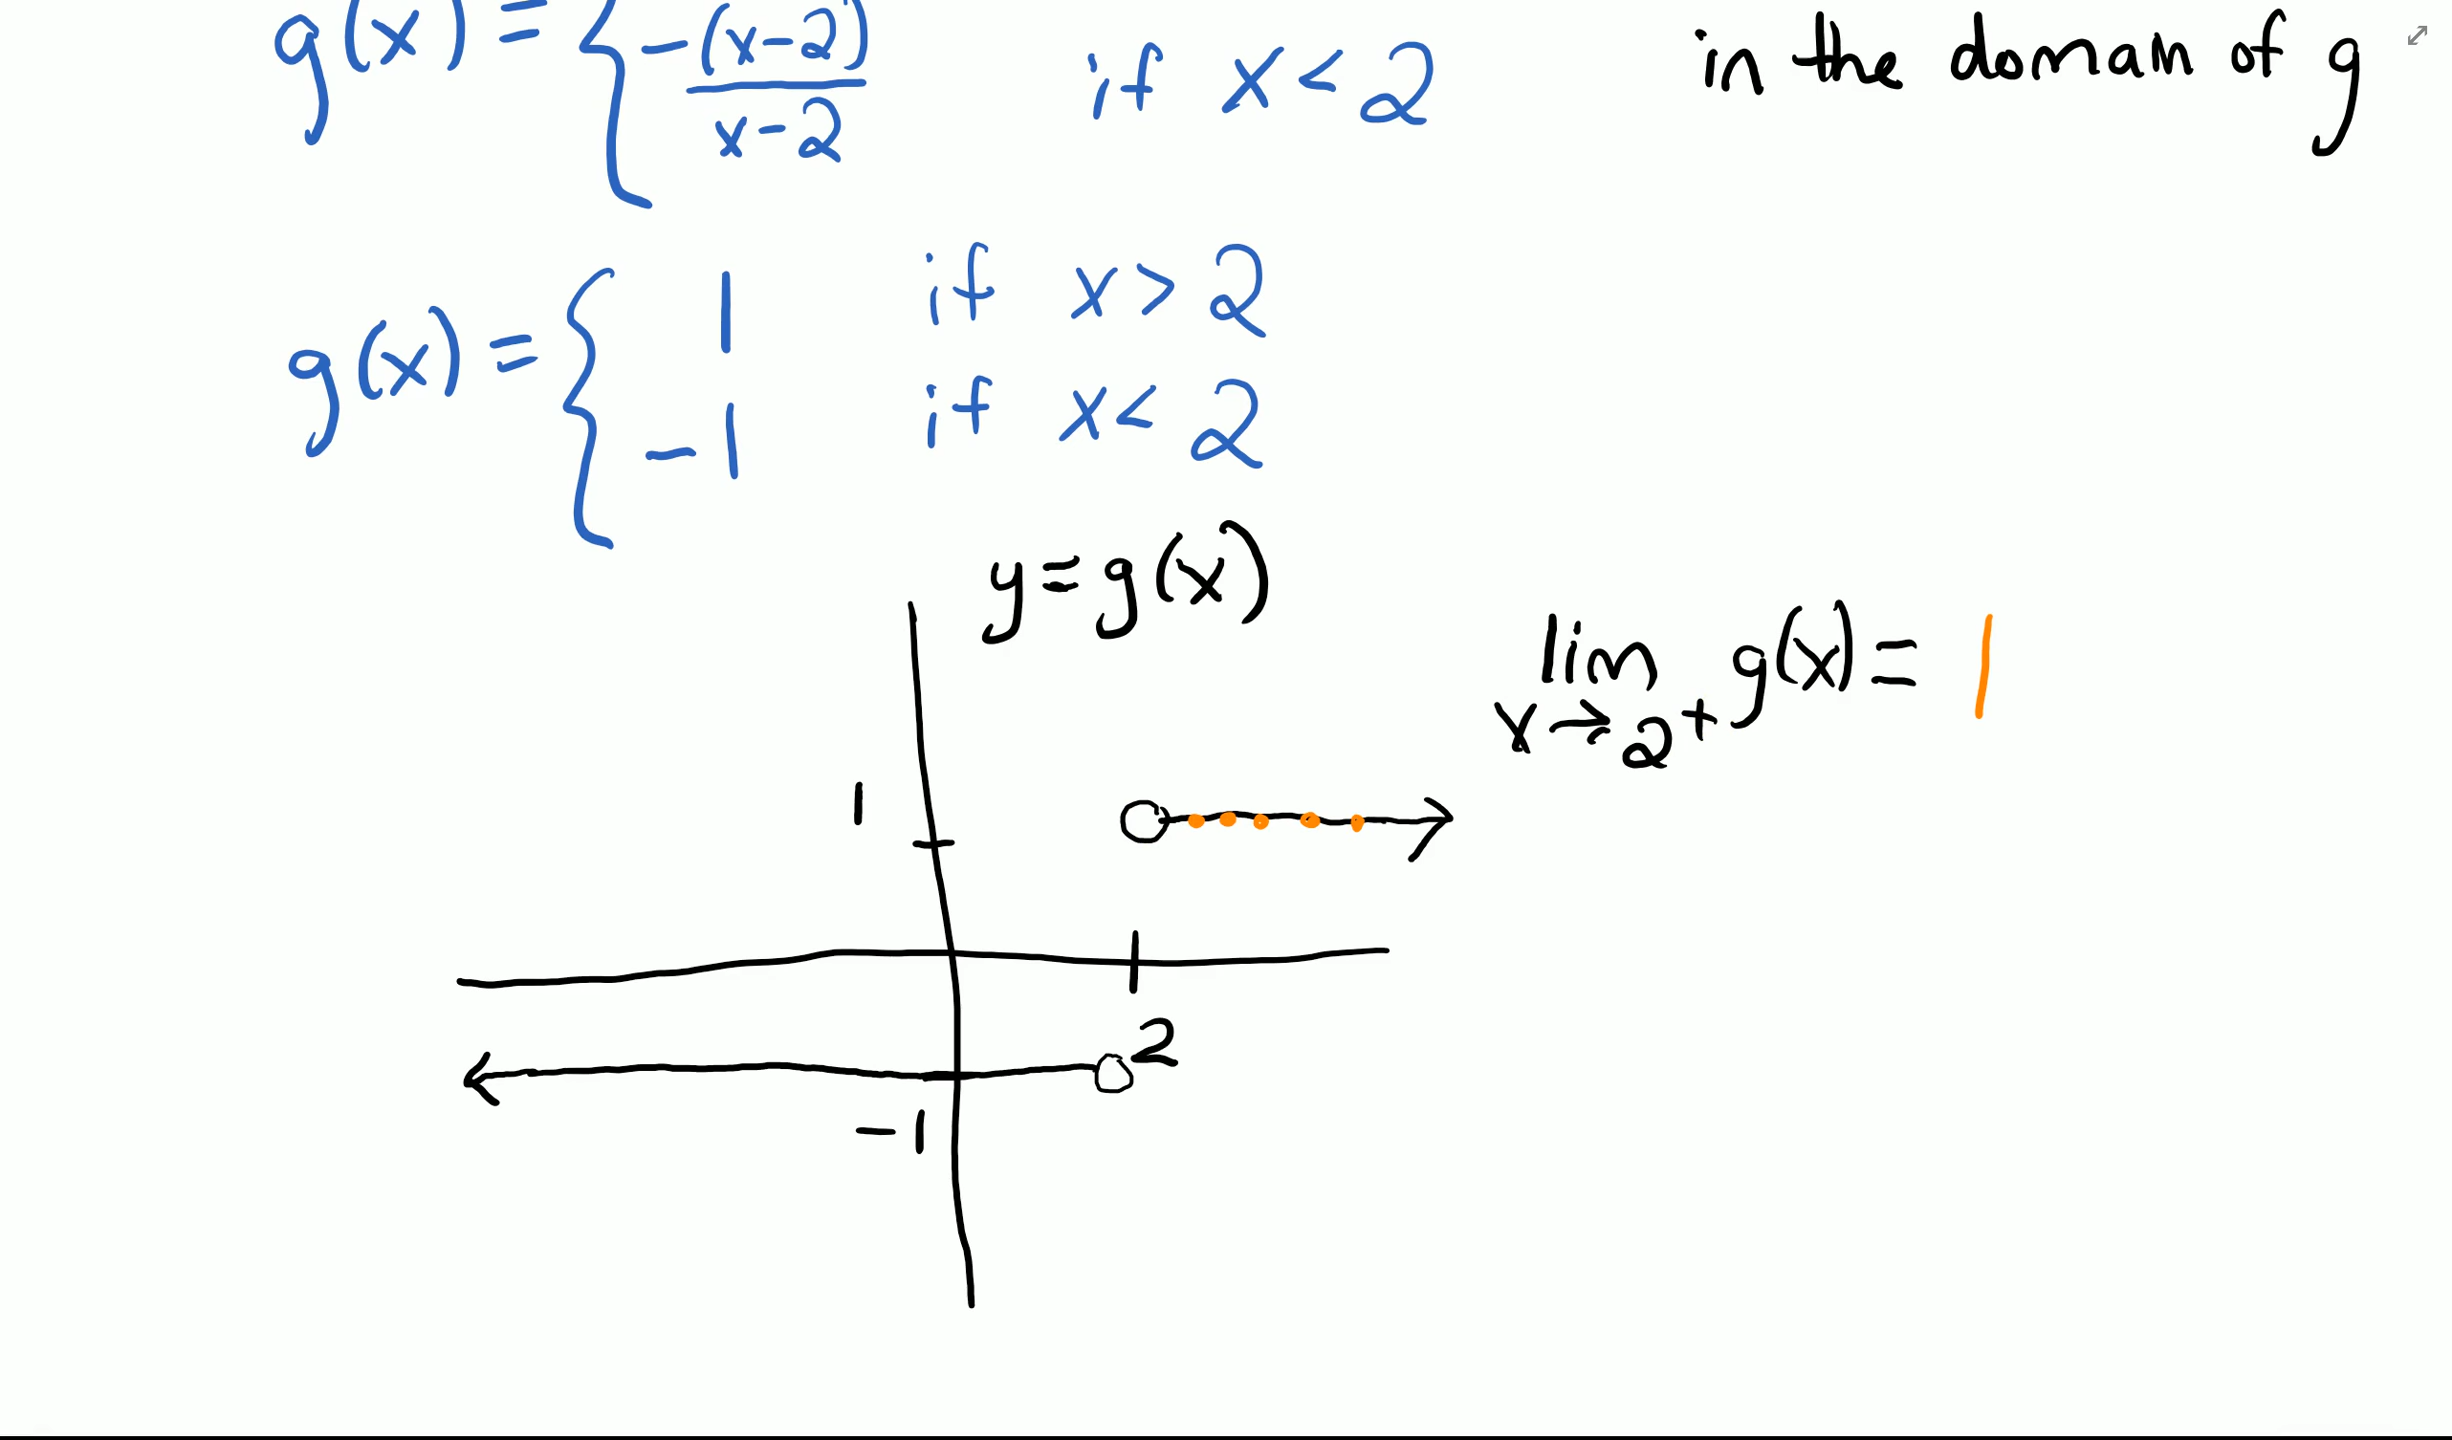 g(x) = { -(x-2)/x-2 if x < 2
in the domain of g
g(x) = { 1 if x > 2
-1 if x < 2
y = g(x)
lim x→2+ g(x) = 1
1
2
-1